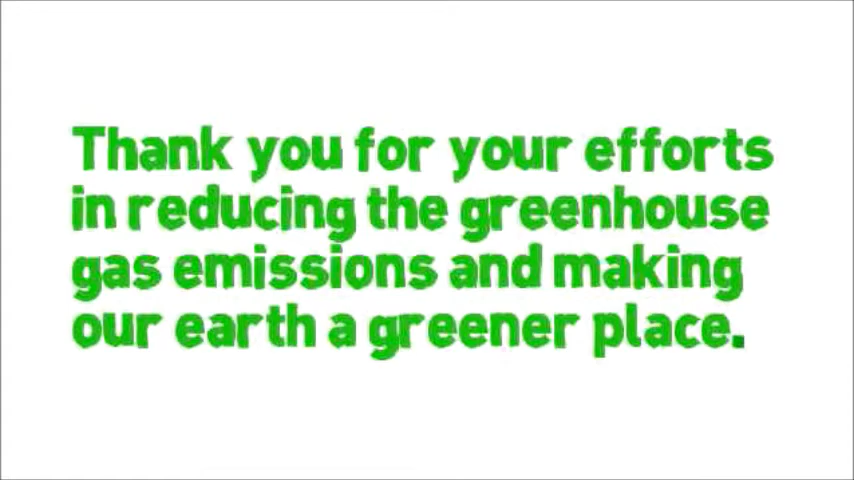 Thank you for your efforts
in reducing the greenhouse
gas emissions and making
our earth a greener place.